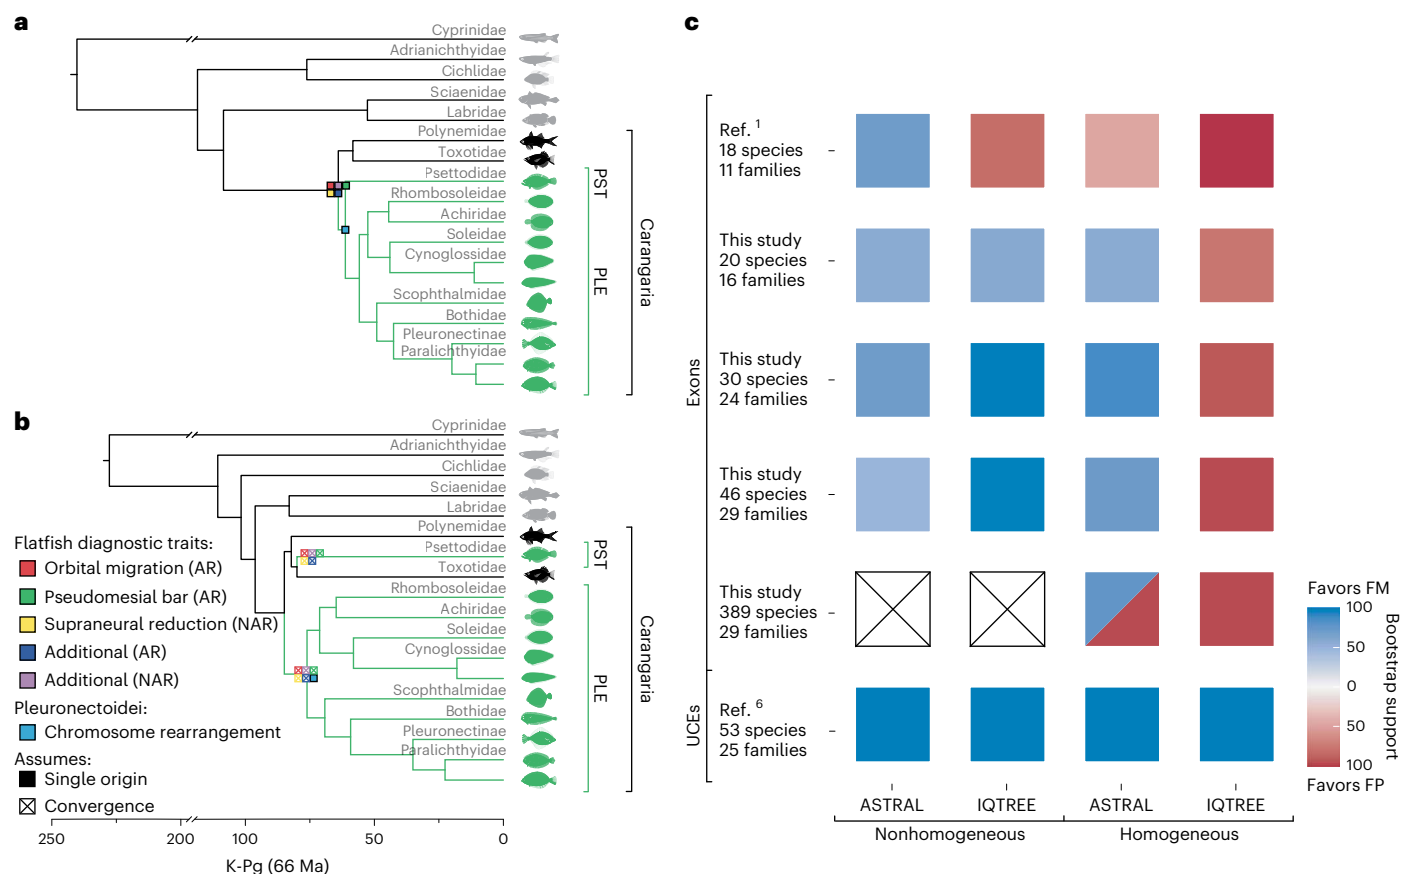 a
Cyprinidae
Adrianichthyidae
Cichlidae
Sciaenidae
Labridae
Polynemidae
Toxotidae
Psettodidae
Rhombosoleidae
Achiridae
Soleidae
Cynoglossidae
Scophthalmidae
Bothidae
Pleuronectinae
Paralichthyidae
PST
PLE
Carangaria
b
Cyprinidae
Adrianichthyidae
Cichlidae
Sciaenidae
Labridae
Polynemidae
Psettodidae
Toxotidae
Rhombosoleidae
Achiridae
Soleidae
Cynoglossidae
Scophthalmidae
Bothidae
Pleuronectinae
Paralichthyidae
PST
PLE
Carangaria
Flatfish diagnostic traits:
Orbital migration (AR)
Pseudomesial bar (AR)
Supraneural reduction (NAR)
Additional (AR)
Additional (NAR)
Pleuronectoidei:
Chromosome rearrangement
Assumes:
Single origin
Convergence
250 200 100 50 0
K-Pg (66 Ma)
c
Exons
Ref. 1
18 species
11 families
This study
20 species
16 families
This study
30 species
24 families
This study
46 species
29 families
This study
389 species
29 families
UCEs
Ref. 6
53 species
25 families
ASTRAL IQTREE ASTRAL IQTREE
Nonhomogeneous Homogeneous
Favors FM
100
50
0
50
100
Favors FP
Bootstrap support